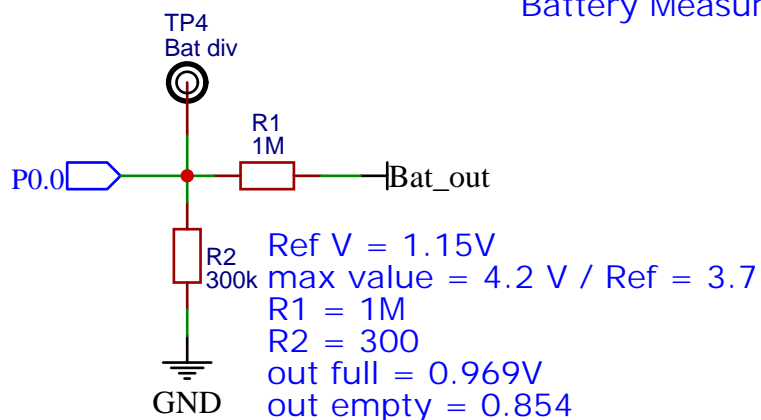 Battery Measur
TP4
Bat div
R1
1M
P0.0
Bat_out
R2
300k
Ref V = 1.15V
max value = 4.2 V / Ref = 3.7
R1 = 1M
R2 = 300
out full = 0.969V
out empty = 0.854
GND